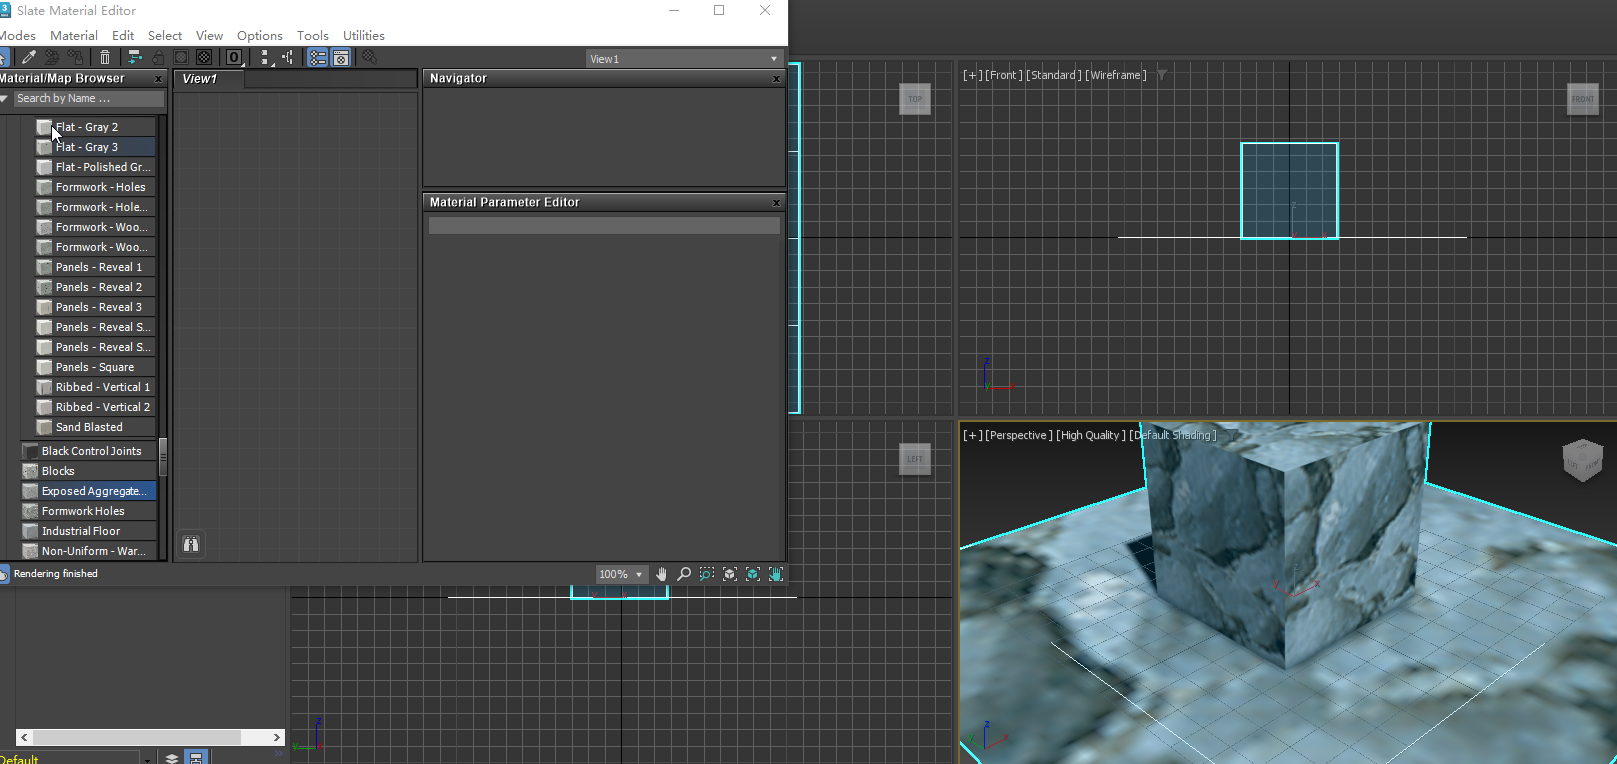 3
Slate Material Editor
Modes Material Edit Select View Options Tools Utilities
0
View1
Material/Map Browser x
View1
Navigator x
Search by Name ...
Flat - Gray 2
Flat - Gray 3
Flat - Polished Gr...
Formwork - Holes
Formwork - Hole...
Formwork - Woo...
Formwork - Woo...
Panels - Reveal 1
Panels - Reveal 2
Panels - Reveal 3
Panels - Reveal S...
Panels - Reveal S...
Panels - Square
Ribbed - Vertical 1
Ribbed - Vertical 2
Sand Blasted
Black Control Joints
Blocks
Exposed Aggregate...
Formwork Holes
Industrial Floor
Non-Uniform - War...
Material Parameter Editor x
Rendering finished
100%
TOP
[+] [Front ] [Standard ] [Wireframe ]
FRONT
z
x
LEFT
[+] [Perspective ] [High Quality ] [Default Shading ]
z
y
z
x
Default